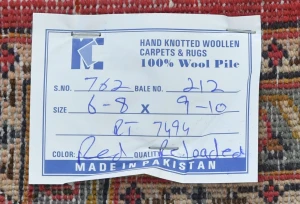 HAND KNOTTED WOOLLEN
CARPETS & RUGS
100% Wool Pile
S.NO. 762 BALE NO. 212
SIZE 6-8 X 9-10
RT 7494
COLOR: Red QUALITY Reloaded
MADE IN PAKISTAN